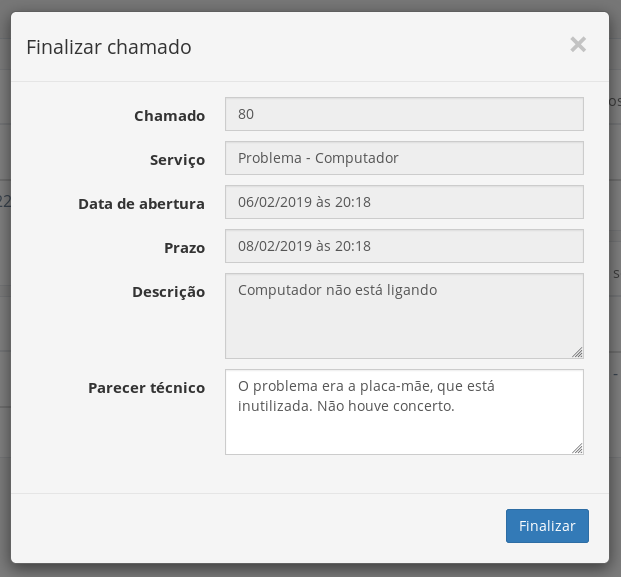 Finalizar chamado
×
Chamado 80
Serviço Problema - Computador
Data de abertura 06/02/2019 às 20:18
Prazo 08/02/2019 às 20:18
Descrição Computador não está ligando
Parecer técnico O problema era a placa-mãe, que está
inutilizada. Não houve concerto.
Finalizar